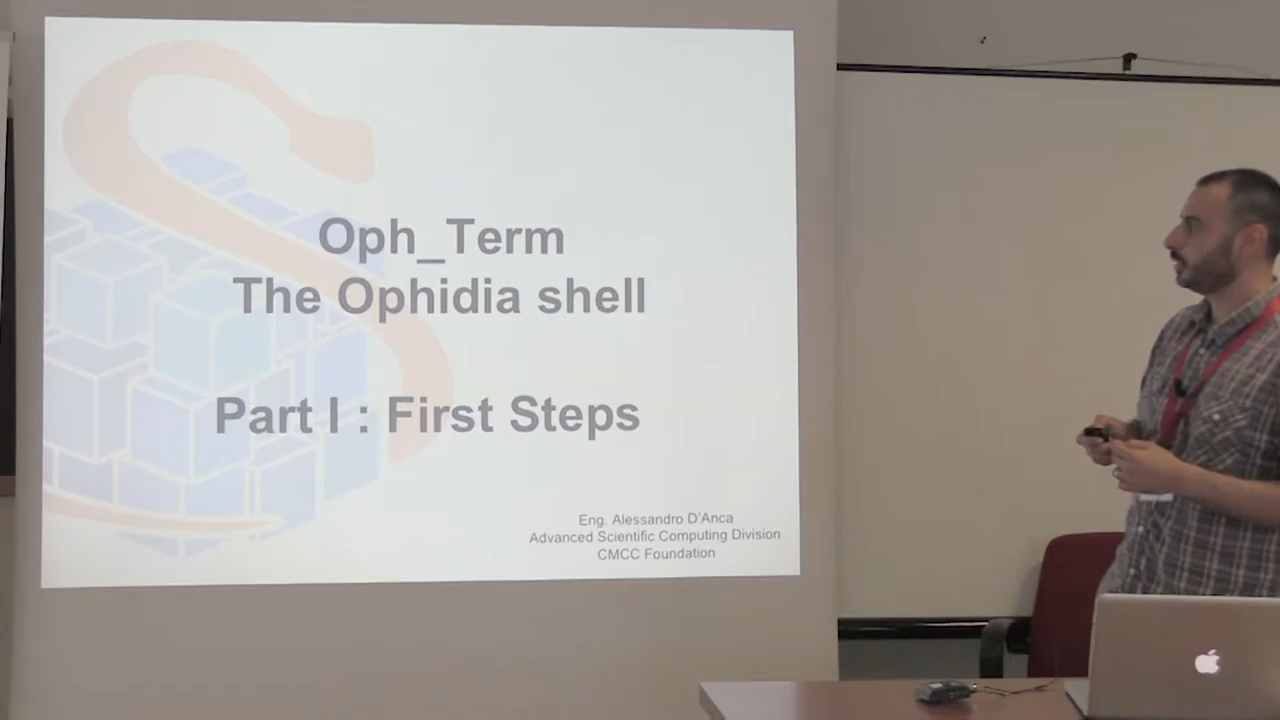 Oph_Term
The Ophidia shell
Part I : First Steps
Eng. Alessandro D'Anca
Advanced Scientific Computing Division
CMCC Foundation